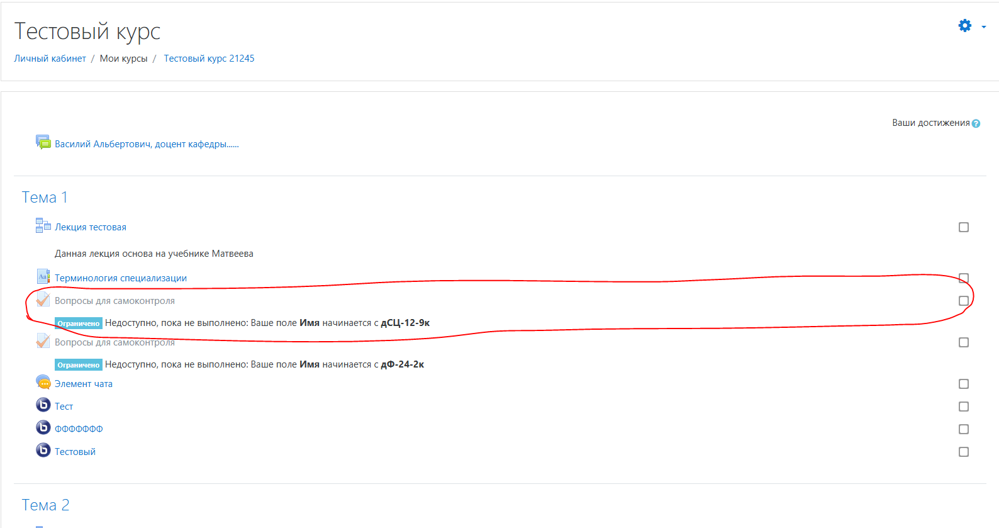 Тестовый курс
Личный кабинет / Мои курсы / Тестовый курс 21245
Ваши достижения
Василий Альбертович, доцент кафедры......
Тема 1
Лекция тестовая
Данная лекция основа на учебнике Матвеева
Терминология специализации
Вопросы для самоконтроля
Ограничено Недоступно, пока не выполнено: Ваше поле Имя начинается с дСЦ-12-9к
Вопросы для самоконтроля
Ограничено Недоступно, пока не выполнено: Ваше поле Имя начинается с дФ-24-2к
Элемент чата
Тест
ФФФФФФФ
Тестовый
Тема 2